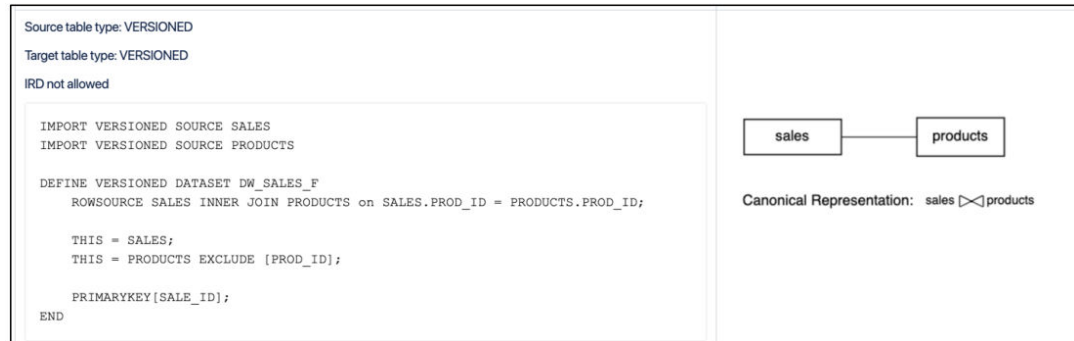 Source table type: VERSIONED
Target table type: VERSIONED
IRD not allowed
IMPORT VERSIONED SOURCE SALES
IMPORT VERSIONED SOURCE PRODUCTS
DEFINE VERSIONED DATASET DW_SALES_F
ROWSOURCE SALES INNER JOIN PRODUCTS on SALES.PROD_ID = PRODUCTS.PROD_ID;
THIS = SALES;
THIS = PRODUCTS EXCLUDE [PROD_ID];
PRIMARYKEY[SALE_ID];
END
sales products
Canonical Representation: sales ⋈ products